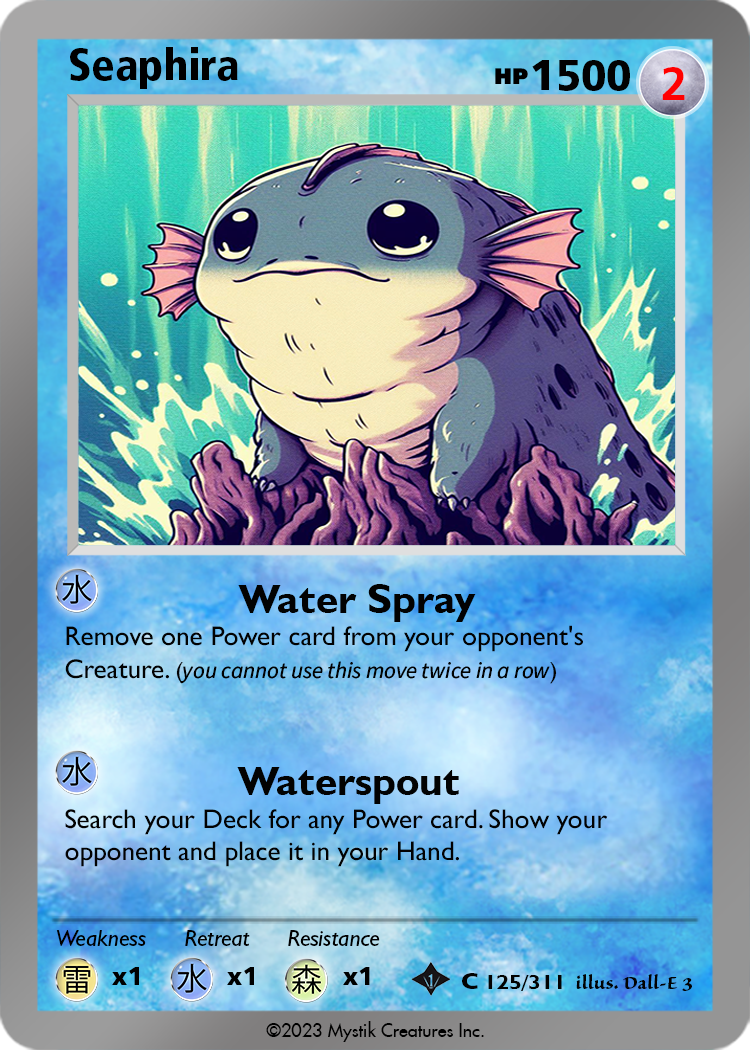 Seaphira HP1500 2
水
Water Spray
Remove one Power card from your opponent's
Creature. (you cannot use this move twice in a row)
水
Waterspout
Search your Deck for any Power card. Show your
opponent and place it in your Hand.
Weakness Retreat Resistance
雷 x1 水 x1 森 x1 1 C 125/311 illus. Dall-E 3
©2023 Mystik Creatures Inc.